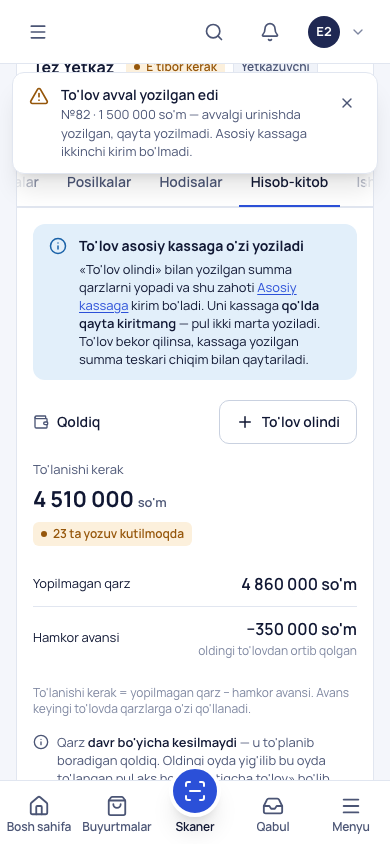 E2
Tez Yetkaz
E'tibor kerak
Yetkazuvchi
To'lov avval yozilgan edi
№82 · 1 500 000 so'm — avvalgi urinishda
yozilgan, qayta yozilmadi. Asosiy kassaga
ikkinchi kirim bo'lmadi.
Posilkalar
Hodisalar
Hisob-kitob
To'lov asosiy kassaga o'zi yoziladi
«To'lov olindi» bilan yozilgan summa
qarzlarni yopadi va shu zahoti Asosiy
kassaga kirim bo'ladi. Uni kassaga qo'lda
qayta kiritmang — pul ikki marta yoziladi.
To'lov bekor qilinsa, kassaga yozilgan
summa teskari chiqim bilan qaytariladi.
Qoldiq
To'lov olindi
To'lanishi kerak
4 510 000 so'm
23 ta yozuv kutilmoqda
Yopilmagan qarz
4 860 000 so'm
Hamkor avansi
−350 000 so'm
oldingi to'lovdan ortib qolgan
To'lanishi kerak = yopilmagan qarz − hamkor avansi. Avans
keyingi to'lovda qarzlarga o'zi qo'llanadi.
Qarz davr bo'yicha kesilmaydi — u to'planib
boradigan qoldiq. Oldingi oyda yig'ilib bu oyda
Bosh sahifa
Buyurtmalar
Skaner
Qabul
Menyu